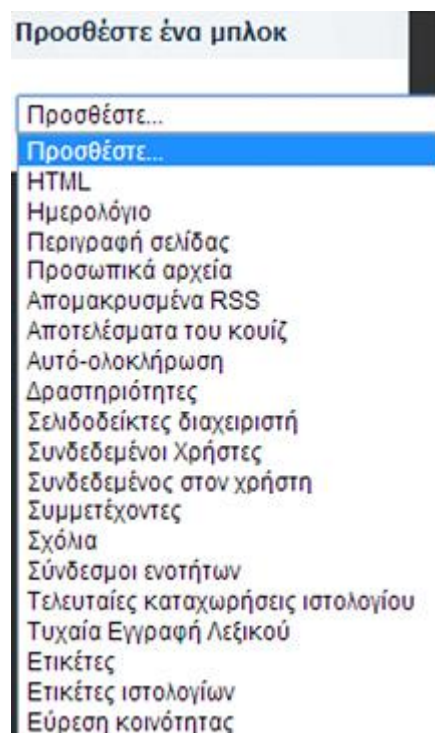 Προσθέστε ένα μπλοκ
Προσθέστε...
Προσθέστε...
HTML
Ημερολόγιο
Περιγραφή σελίδας
Προσωπικά αρχεία
Απομακρυσμένα RSS
Αποτελέσματα του κουίζ
Αυτό-ολοκλήρωση
Δραστηριότητες
Σελιδοδείκτες διαχειριστή
Συνδεδεμένοι Χρήστες
Συνδεδεμένος στον χρήστη
Συμμετέχοντες
Σχόλια
Σύνδεσμοι ενοτήτων
Τελευταίες καταχωρήσεις ιστολογίου
Τυχαία Εγγραφή Λεξικού
Ετικέτες
Ετικέτες ιστολογίων
Εύρεση κοινότητας